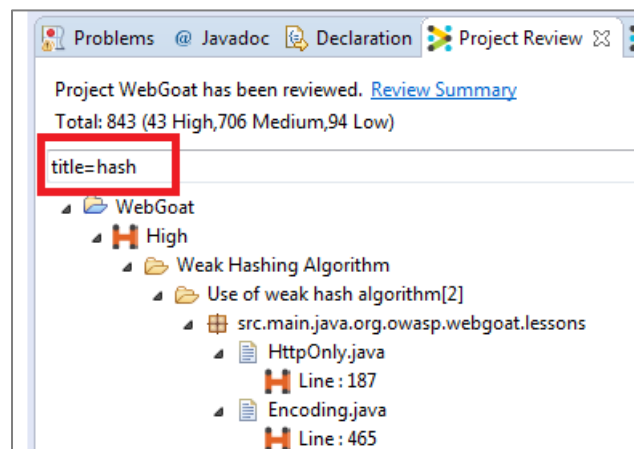 Problems @ Javadoc Declaration Project Review
Project WebGoat has been reviewed. Review Summary
Total: 843 (43 High,706 Medium,94 Low)
title=hash
WebGoat
High
Weak Hashing Algorithm
Use of weak hash algorithm[2]
src.main.java.org.owasp.webgoat.lessons
HttpOnly.java
Line : 187
Encoding.java
Line : 465